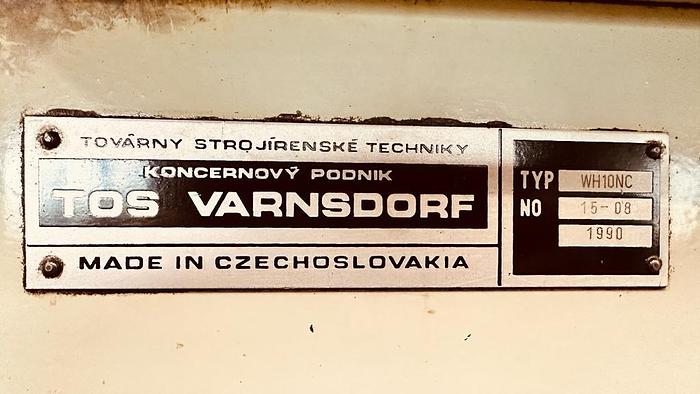 TOVÁRNY STROJÍRENSKÉ TECHNIKY
KONCERNOVÝ PODNIK
TOS VARNSDORF
MADE IN CZECHOSLOVAKIA
TYP WH10NC
NO 15-08
1990